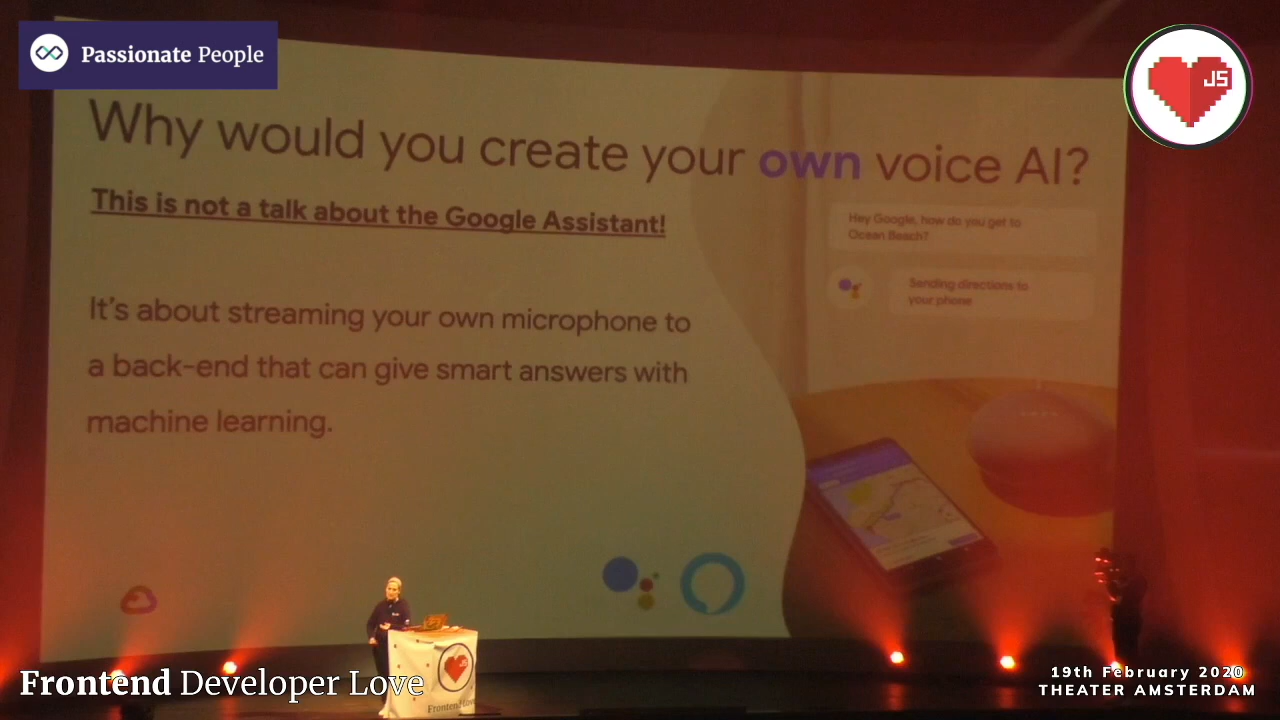 Passionate People
JS
Why would you create your own voice AI?
This is not a talk about the Google Assistant!
Hey Google, how do you get to
Ocean Beach?
Sending directions to
your phone
It's about streaming your own microphone to
a back-end that can give smart answers with
machine learning.
JS
Frontend Love
Frontend Developer Love
19th February 2020
THEATER AMSTERDAM